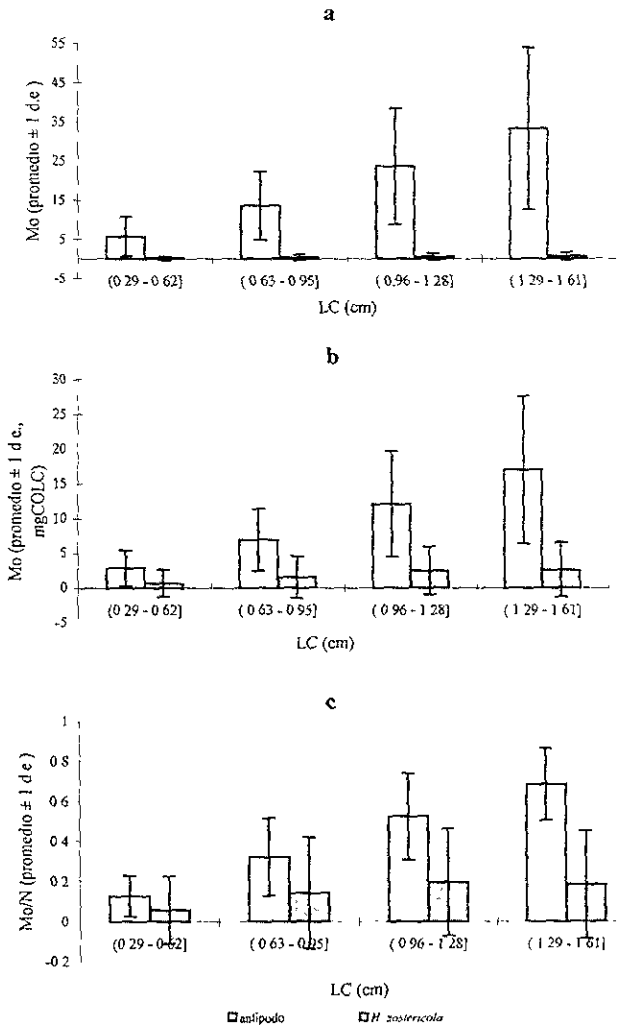 a
Mo (promedio ± 1 d.e )
55
45
35
25
15
5
-5
(0 29 - 0 62]
( 0 63 - 0 95]
( 0.96 - 1 28]
( 1 29 - 1 61]
LC (cm)
b
Mo (promedio ± 1 d e.,
mgCOLC)
30
25
20
15
10
5
0
-5
(0 29 - 0 62]
( 0 63 - 0 95]
( 0 96 - 1 28]
( 1 29 - 1 61]
LC (cm)
c
Mo/N (promedio ± 1 d e )
1
0 8
0 6
0 4
0 2
0
-0 2
(0 29 - 0 62]
( 0 63 - 0 95]
( 0 96 - 1 28]
( 1 29 - 1 61]
LC (cm)
antípodo
H zostericola